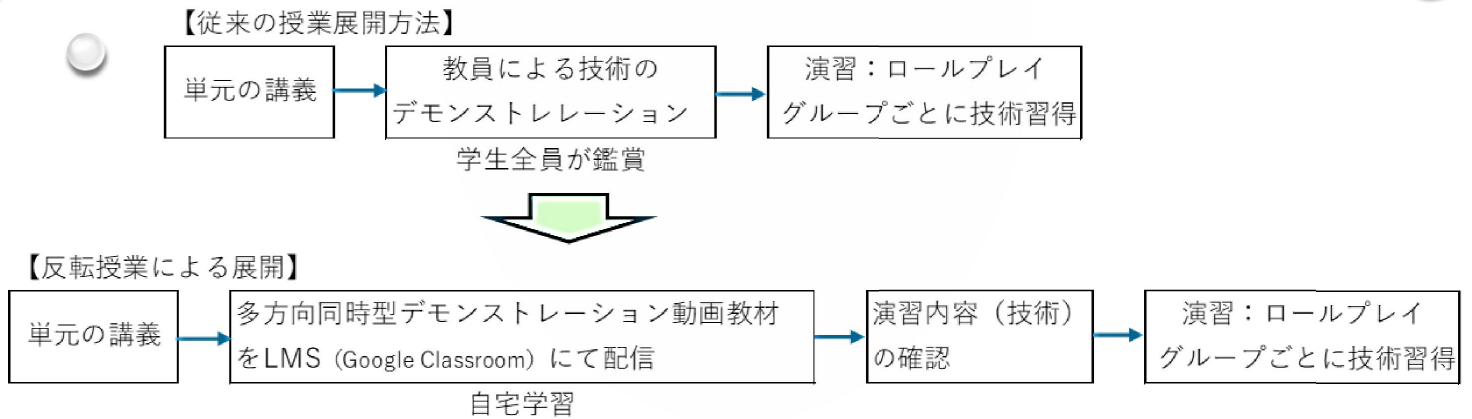 【従来の授業展開方法】
単元の講義
教員による技術の
デモンストレレーション
演習：ロールプレイ
グループごとに技術習得
学生全員が鑑賞
【反転授業による展開】
単元の講義
多方向同時型デモンストレーション動画教材
をLMS（Google Classroom）にて配信
演習内容（技術）
の確認
演習：ロールプレイ
グループごとに技術習得
自宅学習